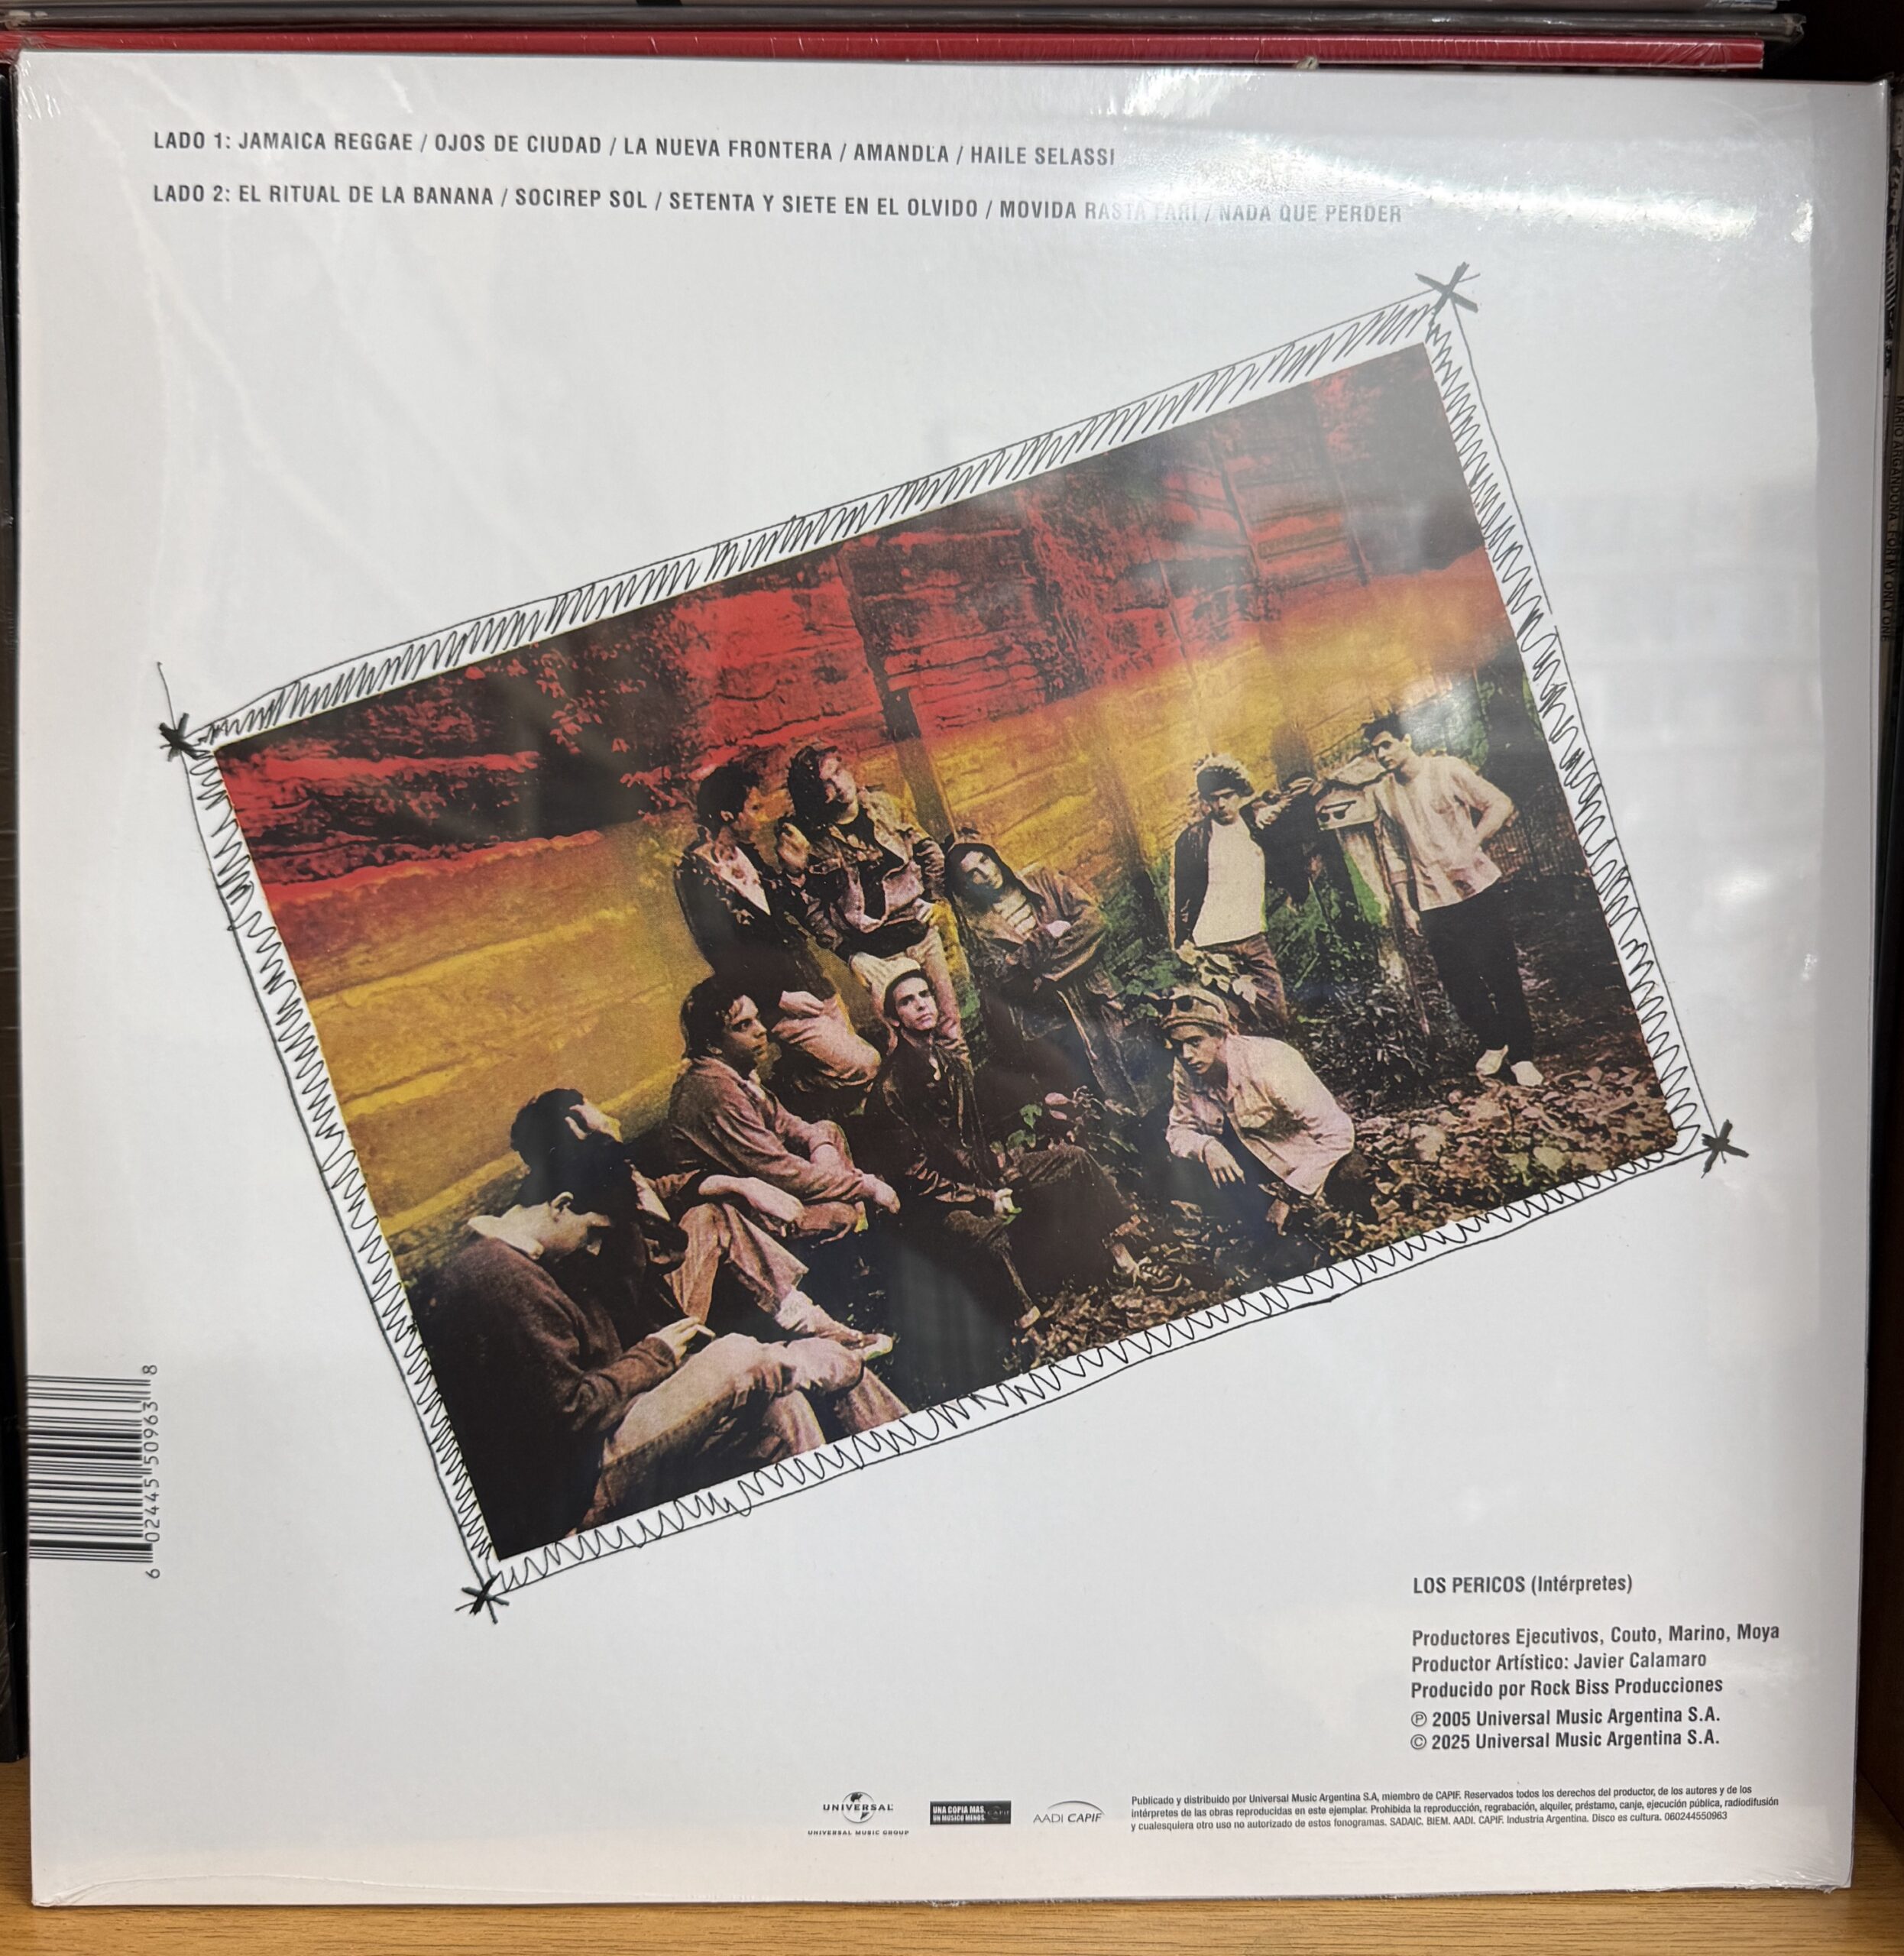 LADO 1: JAMAICA REGGAE / OJOS DE CIUDAD / LA NUEVA FRONTERA / AMANDLA / HAILE SELASSI
LADO 2: EL RITUAL DE LA BANANA / SOCIREP SOL / SETENTA Y SIETE EN EL OLVIDO / MOVIDA RASTA FARI / NADA QUE PERDER
MY ONLY ONE
6 02445 50963 8
LOS PERICOS (Intérpretes)
Productores Ejecutivos, Couto, Marino, Moya
Productor Artístico: Javier Calamaro
Producido por Rock Biss Producciones
℗ 2005 Universal Music Argentina S.A.
© 2025 Universal Music Argentina S.A.
UNIVERSAL
UNIVERSAL MUSIC GROUP
UNA COPIA MAS,
UN MUSICO MENOS.
CAPIF
AADI CAPIF
Publicado y distribuido por Universal Music Argentina S.A, miembro de CAPIF. Reservados todos los derechos del productor, de los autores y de los
intérpretes de las obras reproducidas en este ejemplar. Prohibida la reproducción, regrabación, alquiler, préstamo, canje, ejecución pública, radiodifusión
y cualesquiera otro uso no autorizado de estos fonogramas. SADAIC. BIEM. AADI. CAPIF. Industria Argentina. Disco es cultura. 060244550963